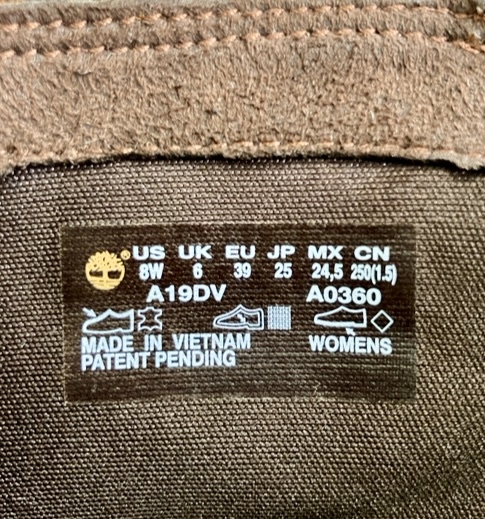 ® US UK EU JP MX CN
8W 6 39 25 24,5 250(1.5)
A19DV A0360
MADE IN VIETNAM WOMENS
PATENT PENDING